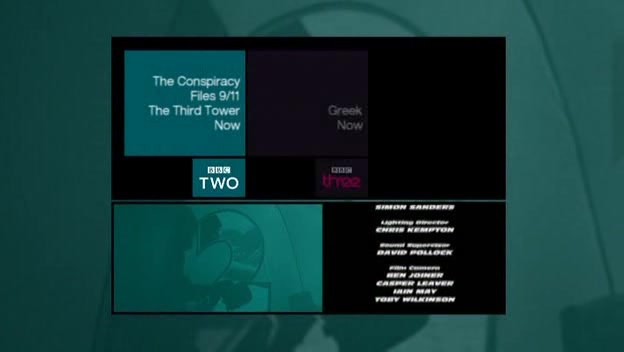 The Conspiracy
Files 9/11
The Third Tower
Now
Greek
Now
BBC
TWO
BBC
three
SIMON SANDERS
Lighting Director
CHRIS KEMPTON
Sound Supervisor
DAVID POLLOCK
Film Camera
BEN JOINER
CASPER LEAVER
IAIN MAY
TOBY WILKINSON